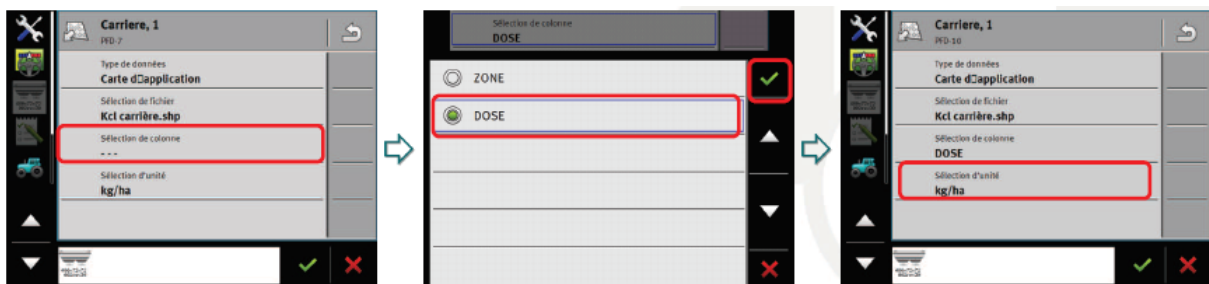 Carriere, 1
PFD-7
Type de données
Carte d□application
Sélection de fichier
Kcl carrière.shp
Sélection de colonne
---
Sélection d'unité
kg/ha
Sélection de colonne
DOSE
ZONE
DOSE
Carriere, 1
PFD-10
Type de données
Carte d□application
Sélection de fichier
Kcl carrière.shp
Sélection de colonne
DOSE
Sélection d'unité
kg/ha